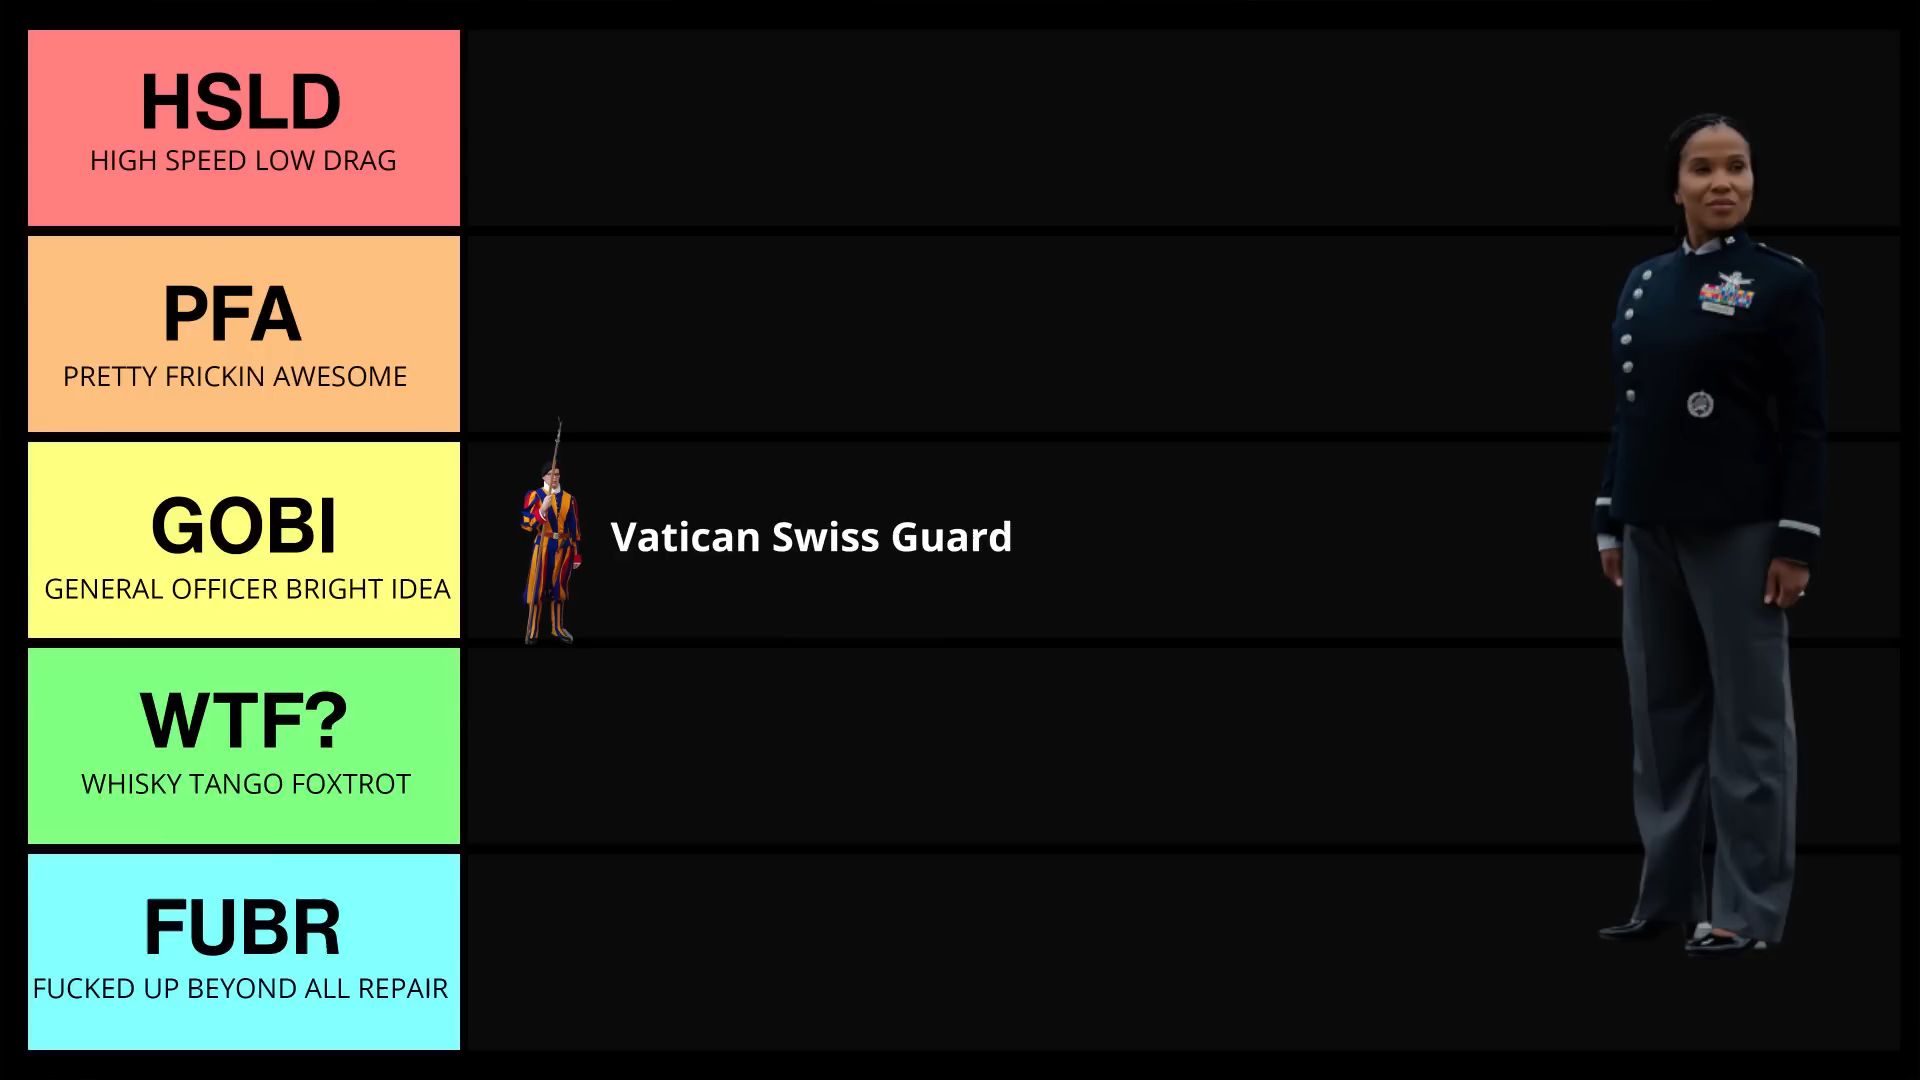 HSLD
HIGH SPEED LOW DRAG
PFA
PRETTY FRICKIN AWESOME
GOBI
GENERAL OFFICER BRIGHT IDEA
Vatican Swiss Guard
WTF?
WHISKY TANGO FOXTROT
FUBR
FUCKED UP BEYOND ALL REPAIR